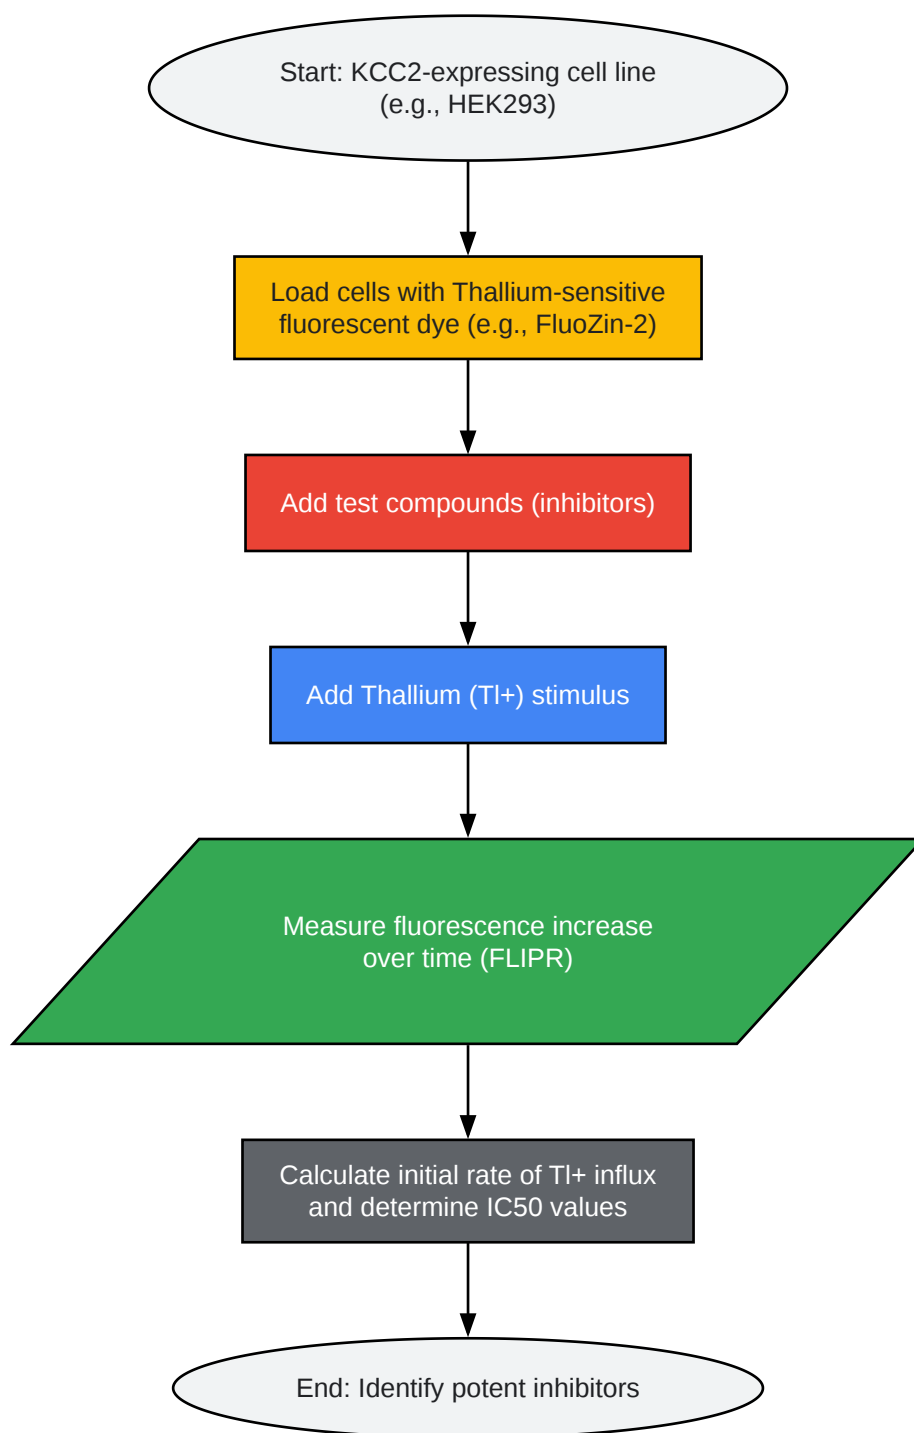 Start: KCC2-expressing cell line
(e.g., HEK293)
Load cells with Thallium-sensitive
fluorescent dye (e.g., FluoZin-2)
Add test compounds (inhibitors)
Add Thallium (Tl+) stimulus
Measure fluorescence increase
over time (FLIPR)
Calculate initial rate of Tl+ influx
and determine IC50 values
End: Identify potent inhibitors